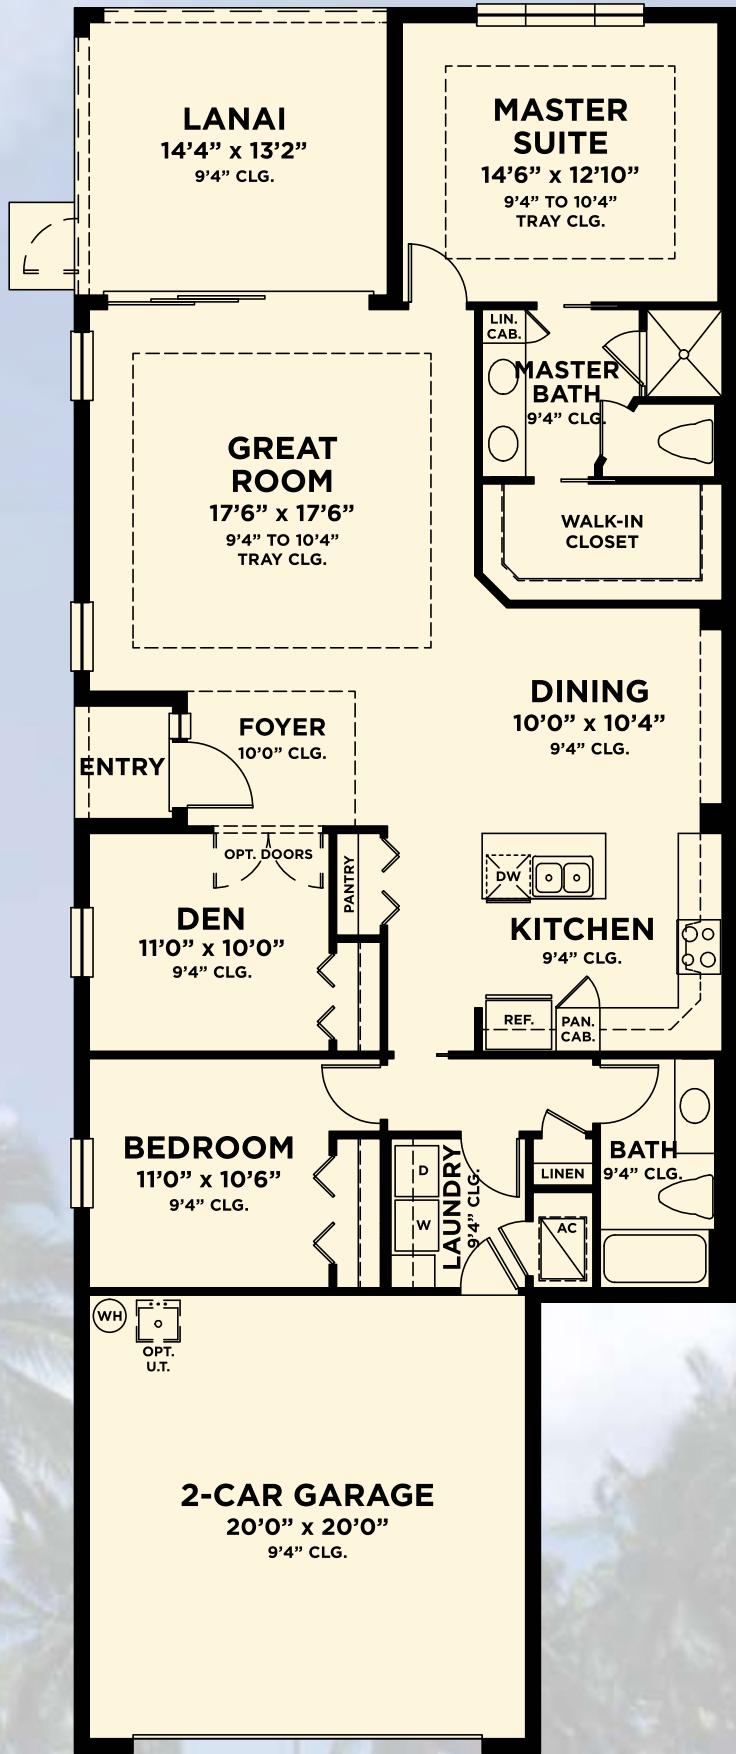 LANAI
14’4” x 13’2”
9’4” CLG.
MASTER
SUITE
14’6” x 12’10”
9’4” TO 10’4”
TRAY CLG.
LIN.
CAB.
MASTER
BATH
9’4” CLG.
GREAT
ROOM
17’6” x 17’6”
9’4” TO 10’4”
TRAY CLG.
WALK-IN
CLOSET
DINING
10’0” x 10’4”
9’4” CLG.
FOYER
10’0” CLG.
ENTRY
OPT. DOORS
PANTRY
DEN
11’0” x 10’0”
9’4” CLG.
DW
KITCHEN
9’4” CLG.
REF.
PAN.
CAB.
BEDROOM
11’0” x 10’6”
9’4” CLG.
D
W
LAUNDRY
9’4” CLG.
LINEN
AC
BATH
9’4” CLG.
WH
OPT.
U.T.
2-CAR GARAGE
20’0” x 20’0”
9’4” CLG.